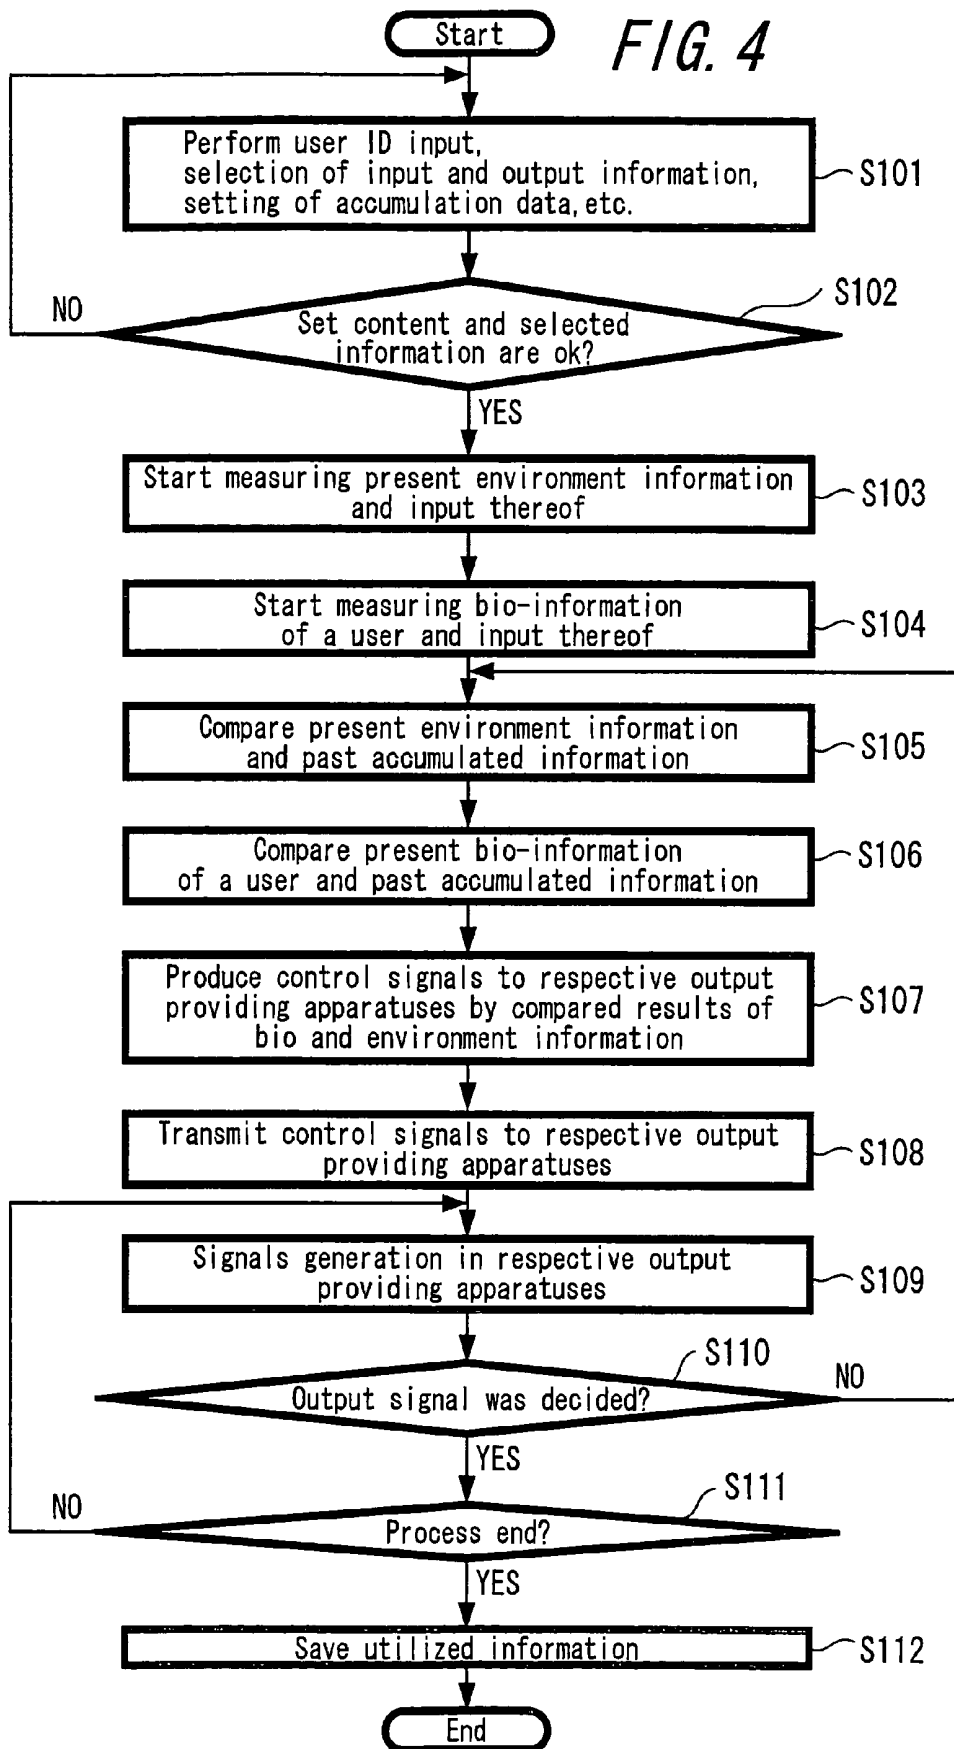 Start
FIG. 4
Perform user ID input,
selection of input and output information,
setting of accumulation data, etc.
S101
NO
S102
Set content and selected
information are ok?
YES
Start measuring present environment information
and input thereof
S103
Start measuring bio-information
of a user and input thereof
S104
Compare present environment information
and past accumulated information
S105
Compare present bio-information
of a user and past accumulated information
S106
Produce control signals to respective output
providing apparatuses by compared results of
bio and environment information
S107
Transmit control signals to respective output
providing apparatuses
S108
Signals generation in respective output
providing apparatuses
S109
S110
NO
Output signal was decided?
YES
NO
S111
Process end?
YES
Save utilized information
S112
End